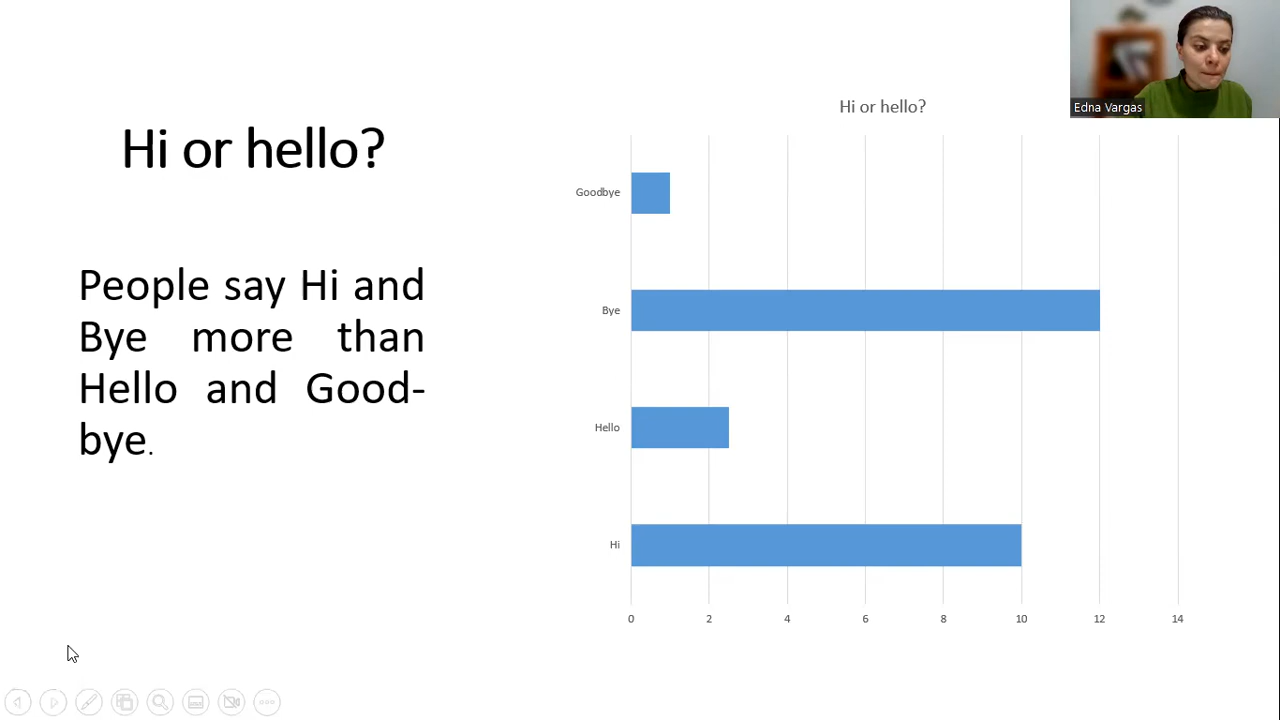 Hi or hello?
People say Hi and
Bye more than
Hello and Good-
bye.
Hi or hello?
Goodbye
Bye
Hello
Hi
0 2 4 6 8 10 12 14
Edna Vargas